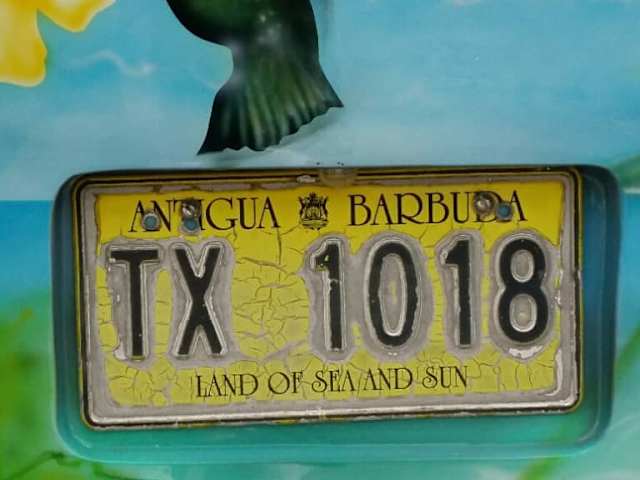 ANTIGUA BARBUDA
TX 1018
LAND OF SEA AND SUN